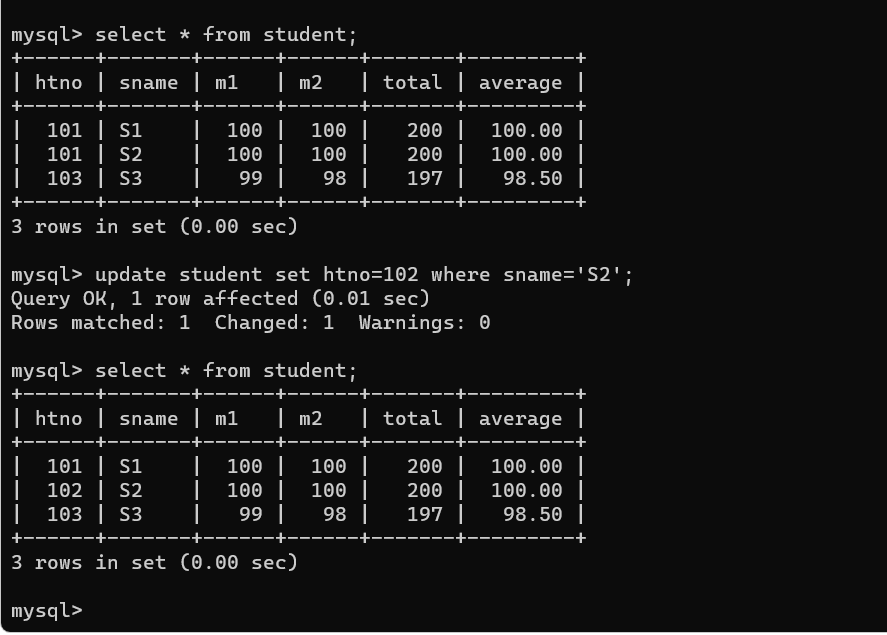 mysql> select * from student;
+------+-------+------+------+-------+---------+
| htno | sname | m1   | m2   | total | average |
+------+-------+------+------+-------+---------+
|  101 | S1    |  100 |  100 |   200 |  100.00 |
|  101 | S2    |  100 |  100 |   200 |  100.00 |
|  103 | S3    |   99 |   98 |   197 |   98.50 |
+------+-------+------+------+-------+---------+
3 rows in set (0.00 sec)

mysql> update student set htno=102 where sname='S2';
Query OK, 1 row affected (0.01 sec)
Rows matched: 1  Changed: 1  Warnings: 0

mysql> select * from student;
+------+-------+------+------+-------+---------+
| htno | sname | m1   | m2   | total | average |
+------+-------+------+------+-------+---------+
|  101 | S1    |  100 |  100 |   200 |  100.00 |
|  102 | S2    |  100 |  100 |   200 |  100.00 |
|  103 | S3    |   99 |   98 |   197 |   98.50 |
+------+-------+------+------+-------+---------+
3 rows in set (0.00 sec)

mysql>